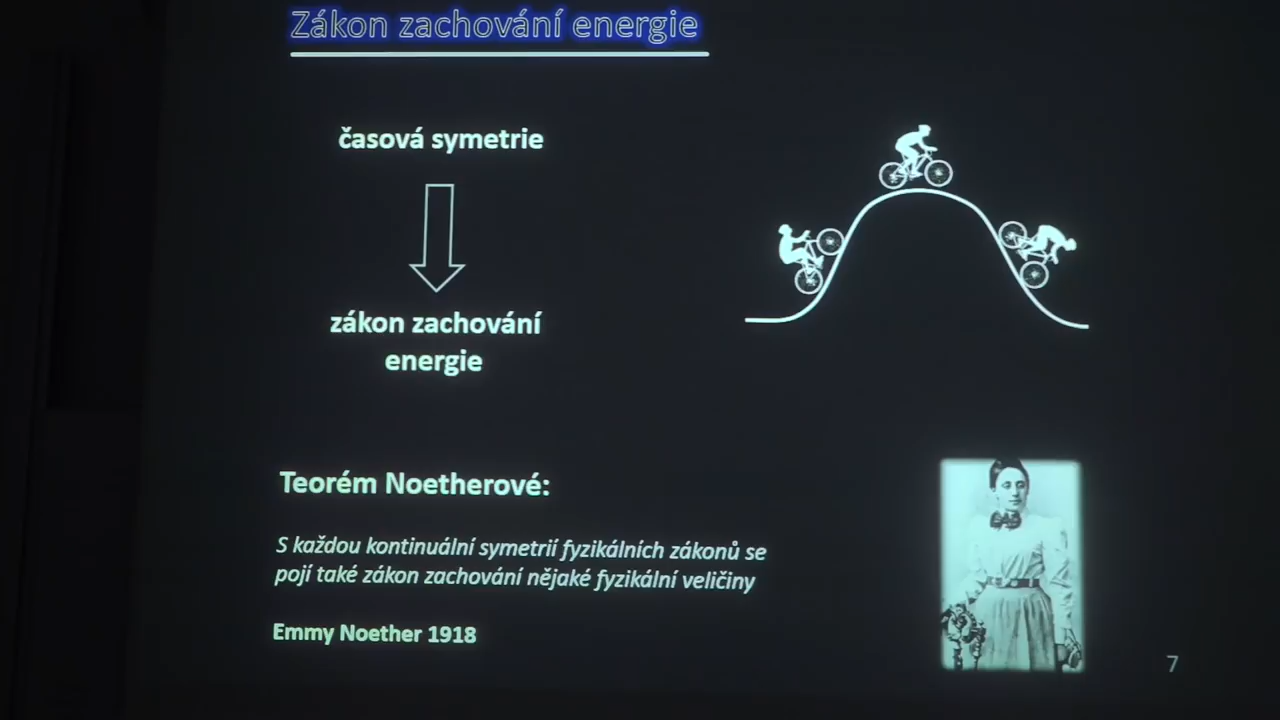 Zákon zachování energie
časová symetrie
zákon zachování
energie
Teorém Noetherové:
S každou kontinuální symetrií fyzikálních zákonů se
pojí také zákon zachování nějaké fyzikální veličiny
Emmy Noether 1918
7